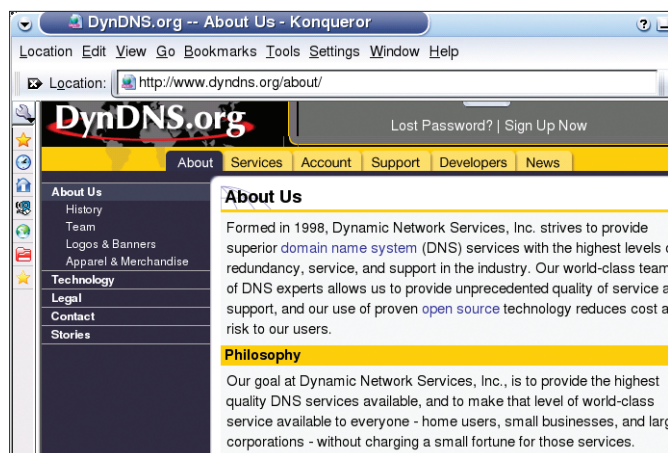 DynDNS.org -- About Us - Konqueror
Location Edit View Go Bookmarks Tools Settings Window Help
Location: http://www.dyndns.org/about/
DynDNS.org
Lost Password? | Sign Up Now
About Services Account Support Developers News
About Us
History
Team
Logos & Banners
Apparel & Merchandise
Technology
Legal
Contact
Stories
About Us
Formed in 1998, Dynamic Network Services, Inc. strives to provide
superior domain name system (DNS) services with the highest levels
redundancy, service, and support in the industry. Our world-class team
of DNS experts allows us to provide unprecedented quality of service
support, and our use of proven open source technology reduces cost
risk to our users.
Philosophy
Our goal at Dynamic Network Services, Inc., is to provide the highest
quality DNS services available, and to make that level of world-class
service available to everyone - home users, small businesses, and
corporations - without charging a small fortune for those services.